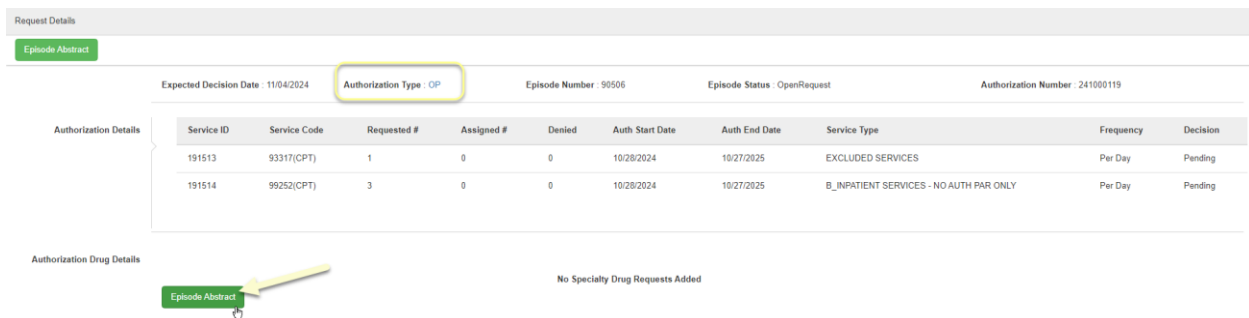 Request Details
Episode Abstract
Expected Decision Date : 11/04/2024 Authorization Type : OP Episode Number : 90506 Episode Status : OpenRequest Authorization Number : 241000119
Authorization Details Service ID Service Code Requested # Assigned # Denied Auth Start Date Auth End Date Service Type Frequency Decision
191513 93317(CPT) 1 0 0 10/28/2024 10/27/2025 EXCLUDED SERVICES Per Day Pending
191514 99252(CPT) 3 0 0 10/28/2024 10/27/2025 B_INPATIENT SERVICES - NO AUTH PAR ONLY Per Day Pending
Authorization Drug Details
No Specialty Drug Requests Added
Episode Abstract